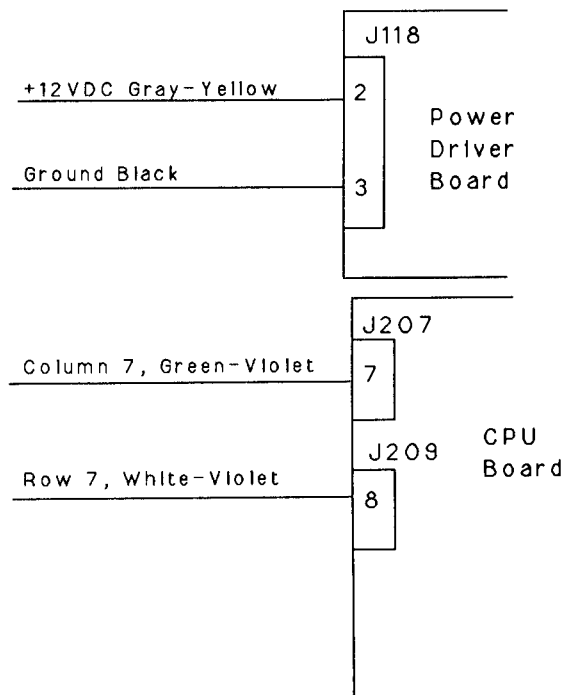 J118
+12VDC Gray-Yellow
2
Power
Driver
Board
Ground Black
3
J207
Column 7, Green-Violet
7
J209
CPU
Board
Row 7, White-Violet
8